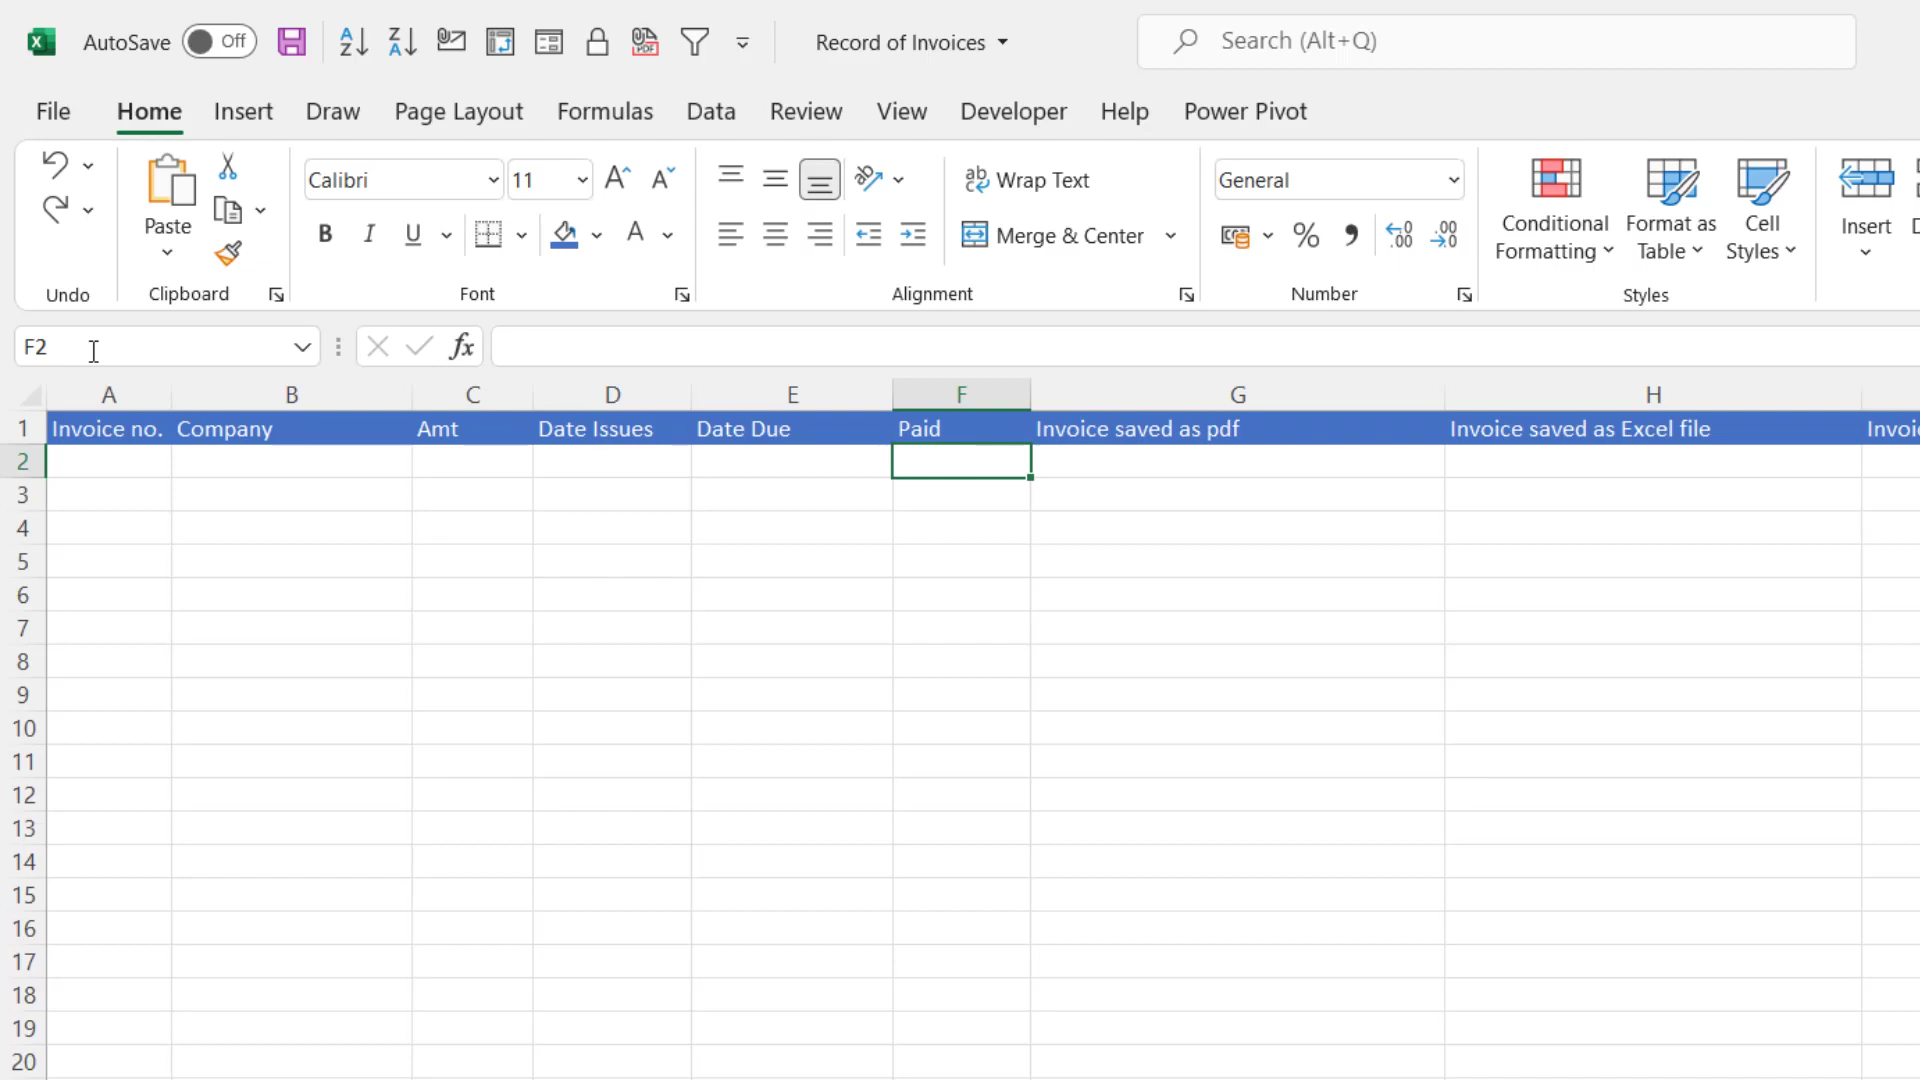 AutoSave Off Record of Invoices Search (Alt+Q)
File Home Insert Draw Page Layout Formulas Data Review View Developer Help Power Pivot
Paste
Calibri 11
B I U A
Wrap Text
Merge & Center
General
Conditional Formatting
Format as Table
Cell Styles
Insert
Undo Clipboard Font Alignment Number Styles
F2 fx
A B C D E F G H
1 Invoice no. Company Amt Date Issues Date Due Paid Invoice saved as pdf Invoice saved as Excel file
2
3
4
5
6
7
8
9
10
11
12
13
14
15
16
17
18
19
20